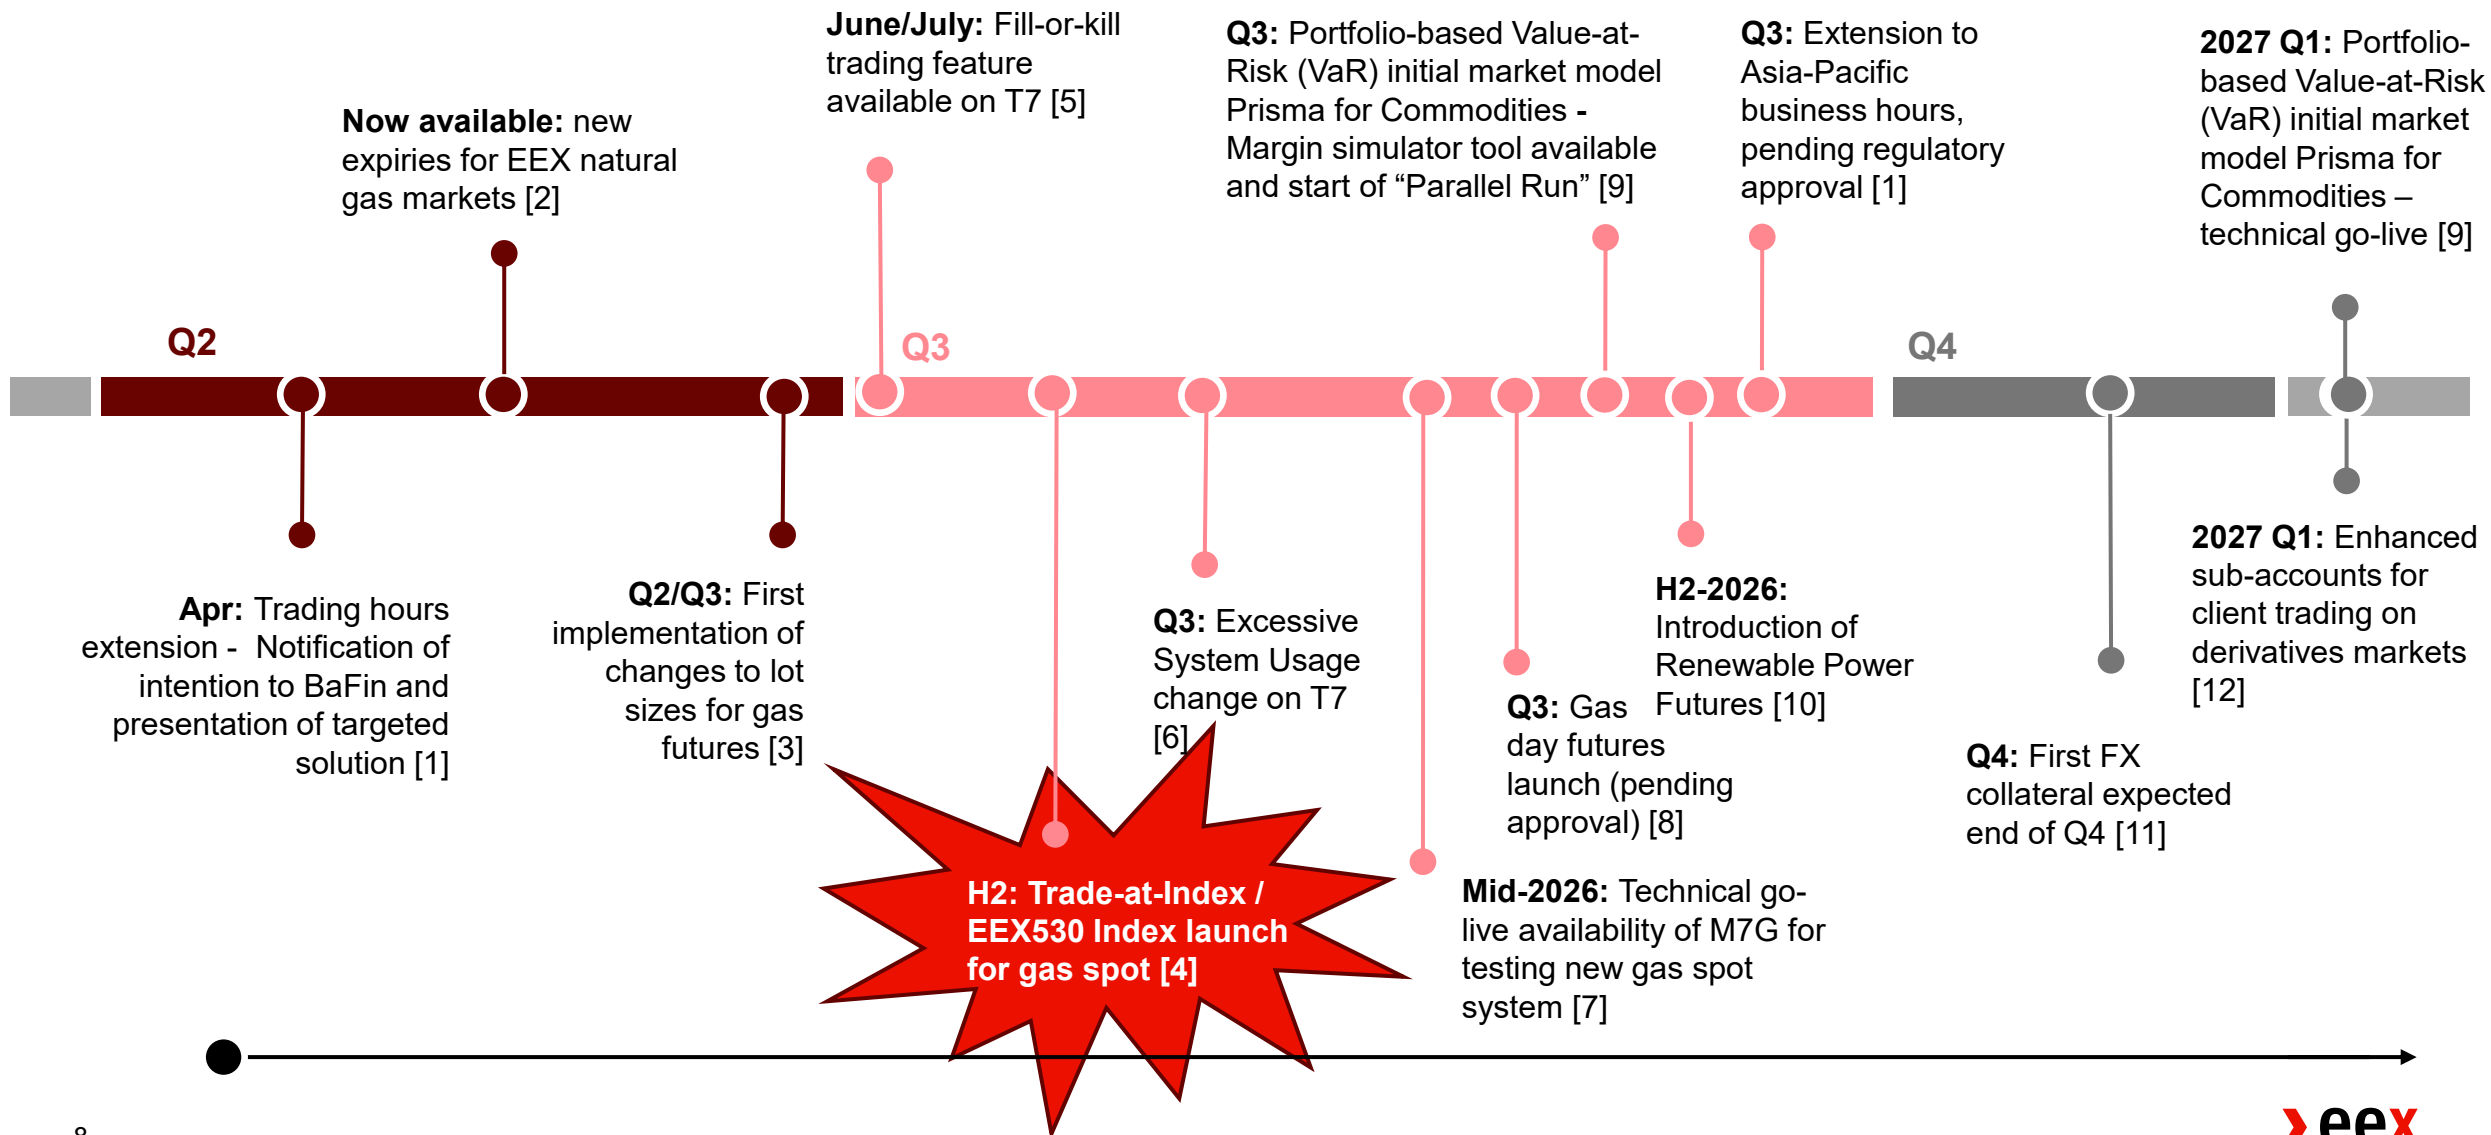 June/July: Fill-or-kill
trading feature
available on T7 [5]
Q3: Portfolio-based Value-at-
Risk (VaR) initial market model
Prisma for Commodities -
Margin simulator tool available
and start of “Parallel Run” [9]
Q3: Extension to
Asia-Pacific
business hours,
pending regulatory
approval [1]
2027 Q1: Portfolio-
based Value-at-Risk
(VaR) initial market
model Prisma for
Commodities –
technical go-live [9]
Now available: new
expiries for EEX natural
gas markets [2]
Q2
Q3
Q4
Apr: Trading hours
extension - Notification of
intention to BaFin and
presentation of targeted
solution [1]
Q2/Q3: First
implementation of
changes to lot
sizes for gas
futures [3]
Q3: Excessive
System Usage
change on T7
[6]
H2-2026:
Introduction of
Renewable Power
Futures [10]
2027 Q1: Enhanced
sub-accounts for
client trading on
derivatives markets
[12]
Q3: Gas
day futures
launch (pending
approval) [8]
Q4: First FX
collateral expected
end of Q4 [11]
H2: Trade-at-Index /
EEX530 Index launch
for gas spot [4]
Mid-2026: Technical go-
live availability of M7G for
testing new gas spot
system [7]
eex